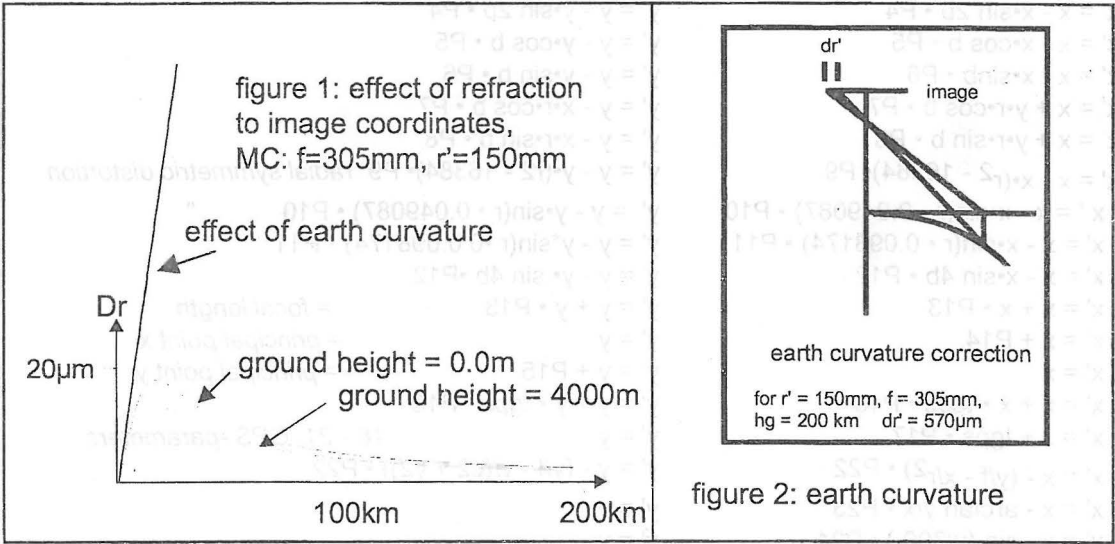 figure 1: effect of refraction
to image coordinates,
MC: f=305mm, r'=150mm
effect of earth curvature
Dr
20µm
ground height = 0.0m
ground height = 4000m
100km
200km
dr'
image
earth curvature correction
for r' = 150mm, f = 305mm,
hg = 200 km dr' = 570µm
figure 2: earth curvature